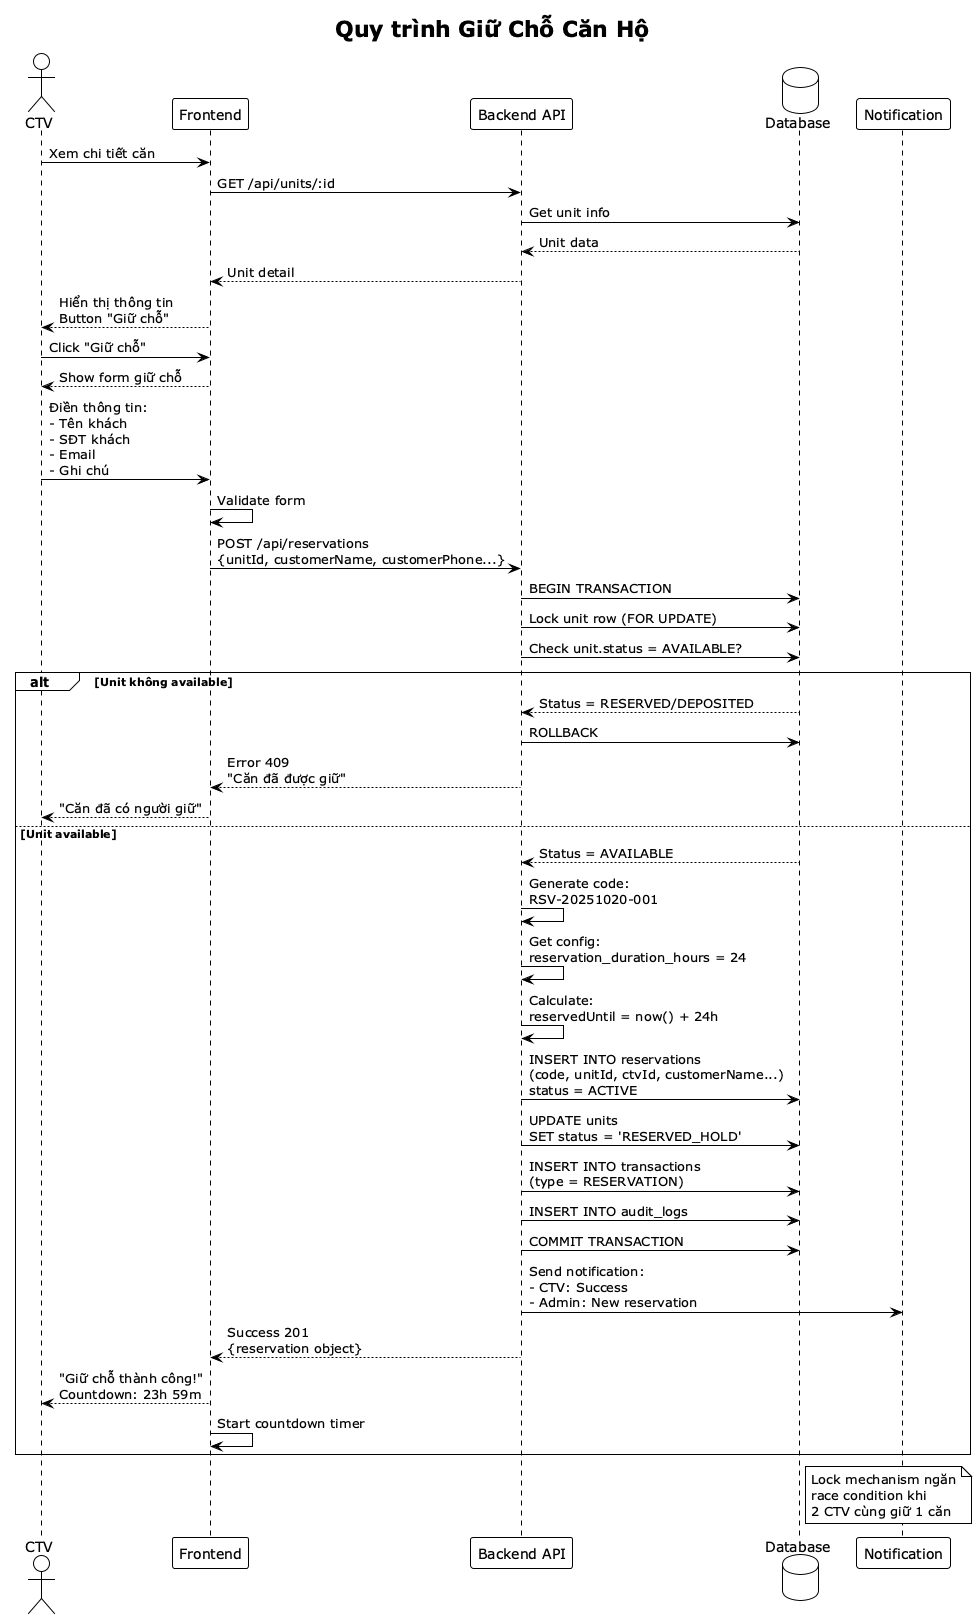 Quy trình Giữ Chỗ Căn Hộ
CTV
Frontend
Backend API
Database
Notification
Xem chi tiết căn
GET /api/units/:id
Get unit info
Unit data
Unit detail
Hiển thị thông tin
Button "Giữ chỗ"
Click "Giữ chỗ"
Show form giữ chỗ
Điền thông tin:
- Tên khách
- SĐT khách
- Email
- Ghi chú
Validate form
POST /api/reservations
{unitId, customerName, customerPhone...}
BEGIN TRANSACTION
Lock unit row (FOR UPDATE)
Check unit.status = AVAILABLE?
alt
[Unit không available]
Status = RESERVED/DEPOSITED
ROLLBACK
Error 409
"Căn đã được giữ"
"Căn đã có người giữ"
[Unit available]
Status = AVAILABLE
Generate code:
RSV-20251020-001
Get config:
reservation_duration_hours = 24
Calculate:
reservedUntil = now() + 24h
INSERT INTO reservations
(code, unitId, ctvId, customerName...)
status = ACTIVE
UPDATE units
SET status = 'RESERVED_HOLD'
INSERT INTO transactions
(type = RESERVATION)
INSERT INTO audit_logs
COMMIT TRANSACTION
Send notification:
- CTV: Success
- Admin: New reservation
Success 201
{reservation object}
"Giữ chỗ thành công!"
Countdown: 23h 59m
Start countdown timer
Lock mechanism ngăn
race condition khi
2 CTV cùng giữ 1 căn
CTV
Frontend
Backend API
Database
Notification